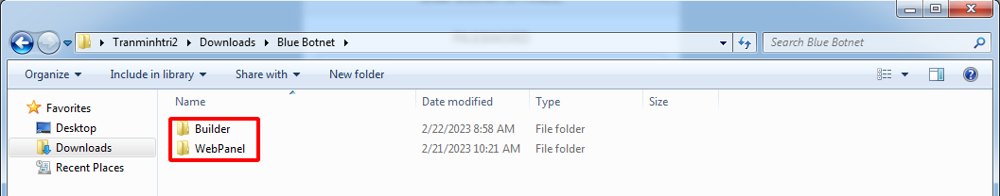 Tranminhtri2 Downloads Blue Botnet Search Blue Botnet
Organize Include in library Share with New folder
Favorites
Desktop
Downloads
Recent Places
Name Date modified Type Size
Builder 2/22/2023 8:58 AM File folder
WebPanel 2/21/2023 10:21 AM File folder